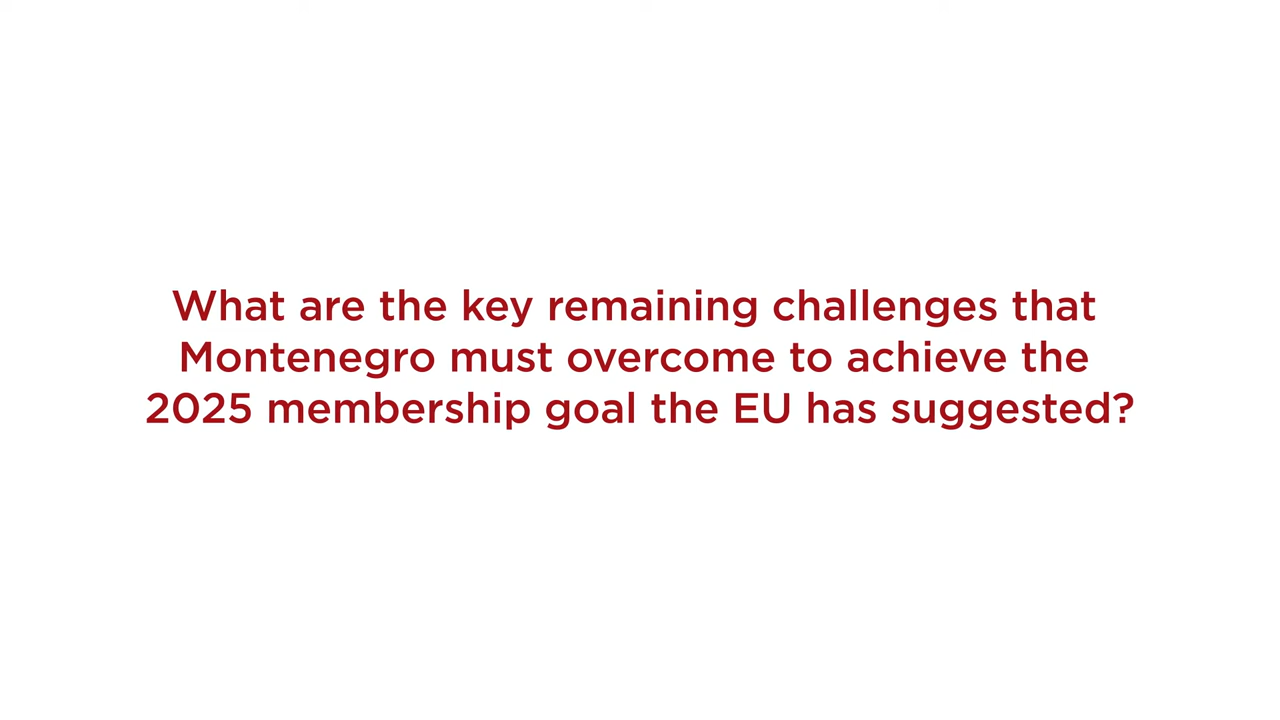 What are the key remaining challenges that
Montenegro must overcome to achieve the
2025 membership goal the EU has suggested?